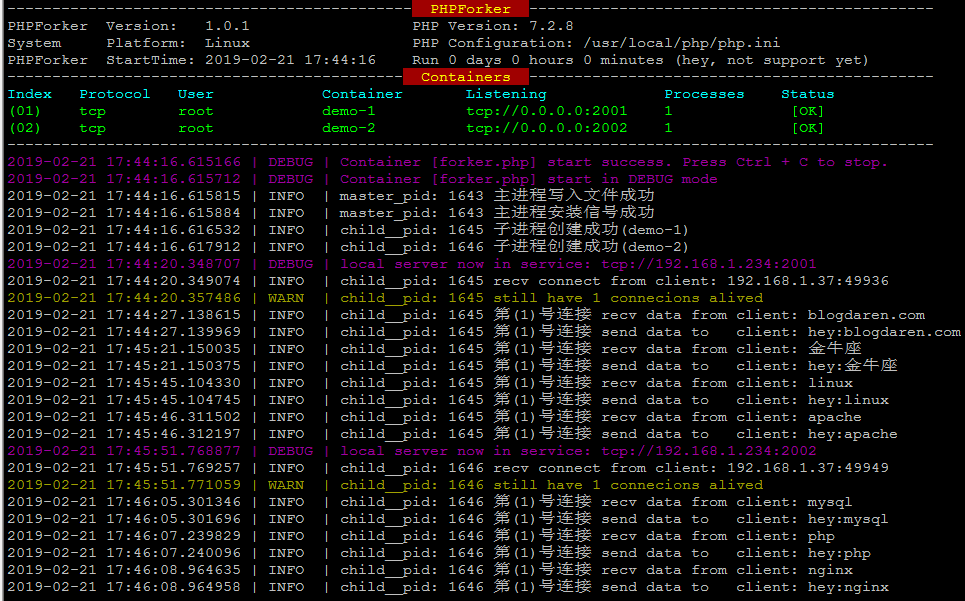 ---------------------------------------------- PHPForker ----------------------------------------------
PHPForker  Version:   1.0.1                  PHP Version: 7.2.8
System     Platform:  Linux                  PHP Configuration: /usr/local/php/php.ini
PHPForker  StartTime: 2019-02-21 17:44:16    Run 0 days 0 hours 0 minutes (hey, not support yet)
---------------------------------------------- Containers ----------------------------------------------
Index   Protocol   User            Container       Listening             Processes    Status
(01)    tcp        root            demo-1          tcp://0.0.0.0:2001    1             [OK]
(02)    tcp        root            demo-2          tcp://0.0.0.0:2002    1             [OK]
-------------------------------------------------------------------------------------------------------
2019-02-21 17:44:16.615166 | DEBUG | Container [forker.php] start success. Press Ctrl + C to stop.
2019-02-21 17:44:16.615712 | DEBUG | Container [forker.php] start in DEBUG mode
2019-02-21 17:44:16.615815 | INFO  | master_pid: 1643 主进程写入文件成功
2019-02-21 17:44:16.615884 | INFO  | master_pid: 1643 主进程安装信号成功
2019-02-21 17:44:16.616532 | INFO  | child__pid: 1645 子进程创建成功(demo-1)
2019-02-21 17:44:16.617912 | INFO  | child__pid: 1646 子进程创建成功(demo-2)
2019-02-21 17:44:20.348707 | DEBUG | local server now in service: tcp://192.168.1.234:2001
2019-02-21 17:44:20.349074 | INFO  | child__pid: 1645 recv connect from client: 192.168.1.37:49936
2019-02-21 17:44:20.357486 | WARN  | child__pid: 1645 still have 1 connecions alived
2019-02-21 17:44:27.138615 | INFO  | child__pid: 1645 第(1)号连接 recv data from client: blogdaren.com
2019-02-21 17:44:27.139969 | INFO  | child__pid: 1645 第(1)号连接 send data to   client: hey:blogdaren.com
2019-02-21 17:45:21.150035 | INFO  | child__pid: 1645 第(1)号连接 recv data from client: 金牛座
2019-02-21 17:45:21.150375 | INFO  | child__pid: 1645 第(1)号连接 send data to   client: hey:金牛座
2019-02-21 17:45:45.104330 | INFO  | child__pid: 1645 第(1)号连接 recv data from client: linux
2019-02-21 17:45:45.104745 | INFO  | child__pid: 1645 第(1)号连接 send data to   client: hey:linux
2019-02-21 17:45:46.311502 | INFO  | child__pid: 1645 第(1)号连接 recv data from client: apache
2019-02-21 17:45:46.312197 | INFO  | child__pid: 1645 第(1)号连接 send data to   client: hey:apache
2019-02-21 17:45:51.768877 | DEBUG | local server now in service: tcp://192.168.1.234:2002
2019-02-21 17:45:51.769257 | INFO  | child__pid: 1646 recv connect from client: 192.168.1.37:49949
2019-02-21 17:45:51.771059 | WARN  | child__pid: 1646 still have 1 connecions alived
2019-02-21 17:46:05.301346 | INFO  | child__pid: 1646 第(1)号连接 recv data from client: mysql
2019-02-21 17:46:05.301696 | INFO  | child__pid: 1646 第(1)号连接 send data to   client: hey:mysql
2019-02-21 17:46:07.239829 | INFO  | child__pid: 1646 第(1)号连接 recv data from client: php
2019-02-21 17:46:07.240096 | INFO  | child__pid: 1646 第(1)号连接 send data to   client: hey:php
2019-02-21 17:46:08.964635 | INFO  | child__pid: 1646 第(1)号连接 recv data from client: nginx
2019-02-21 17:46:08.964958 | INFO  | child__pid: 1646 第(1)号连接 send data to   client: hey:nginx